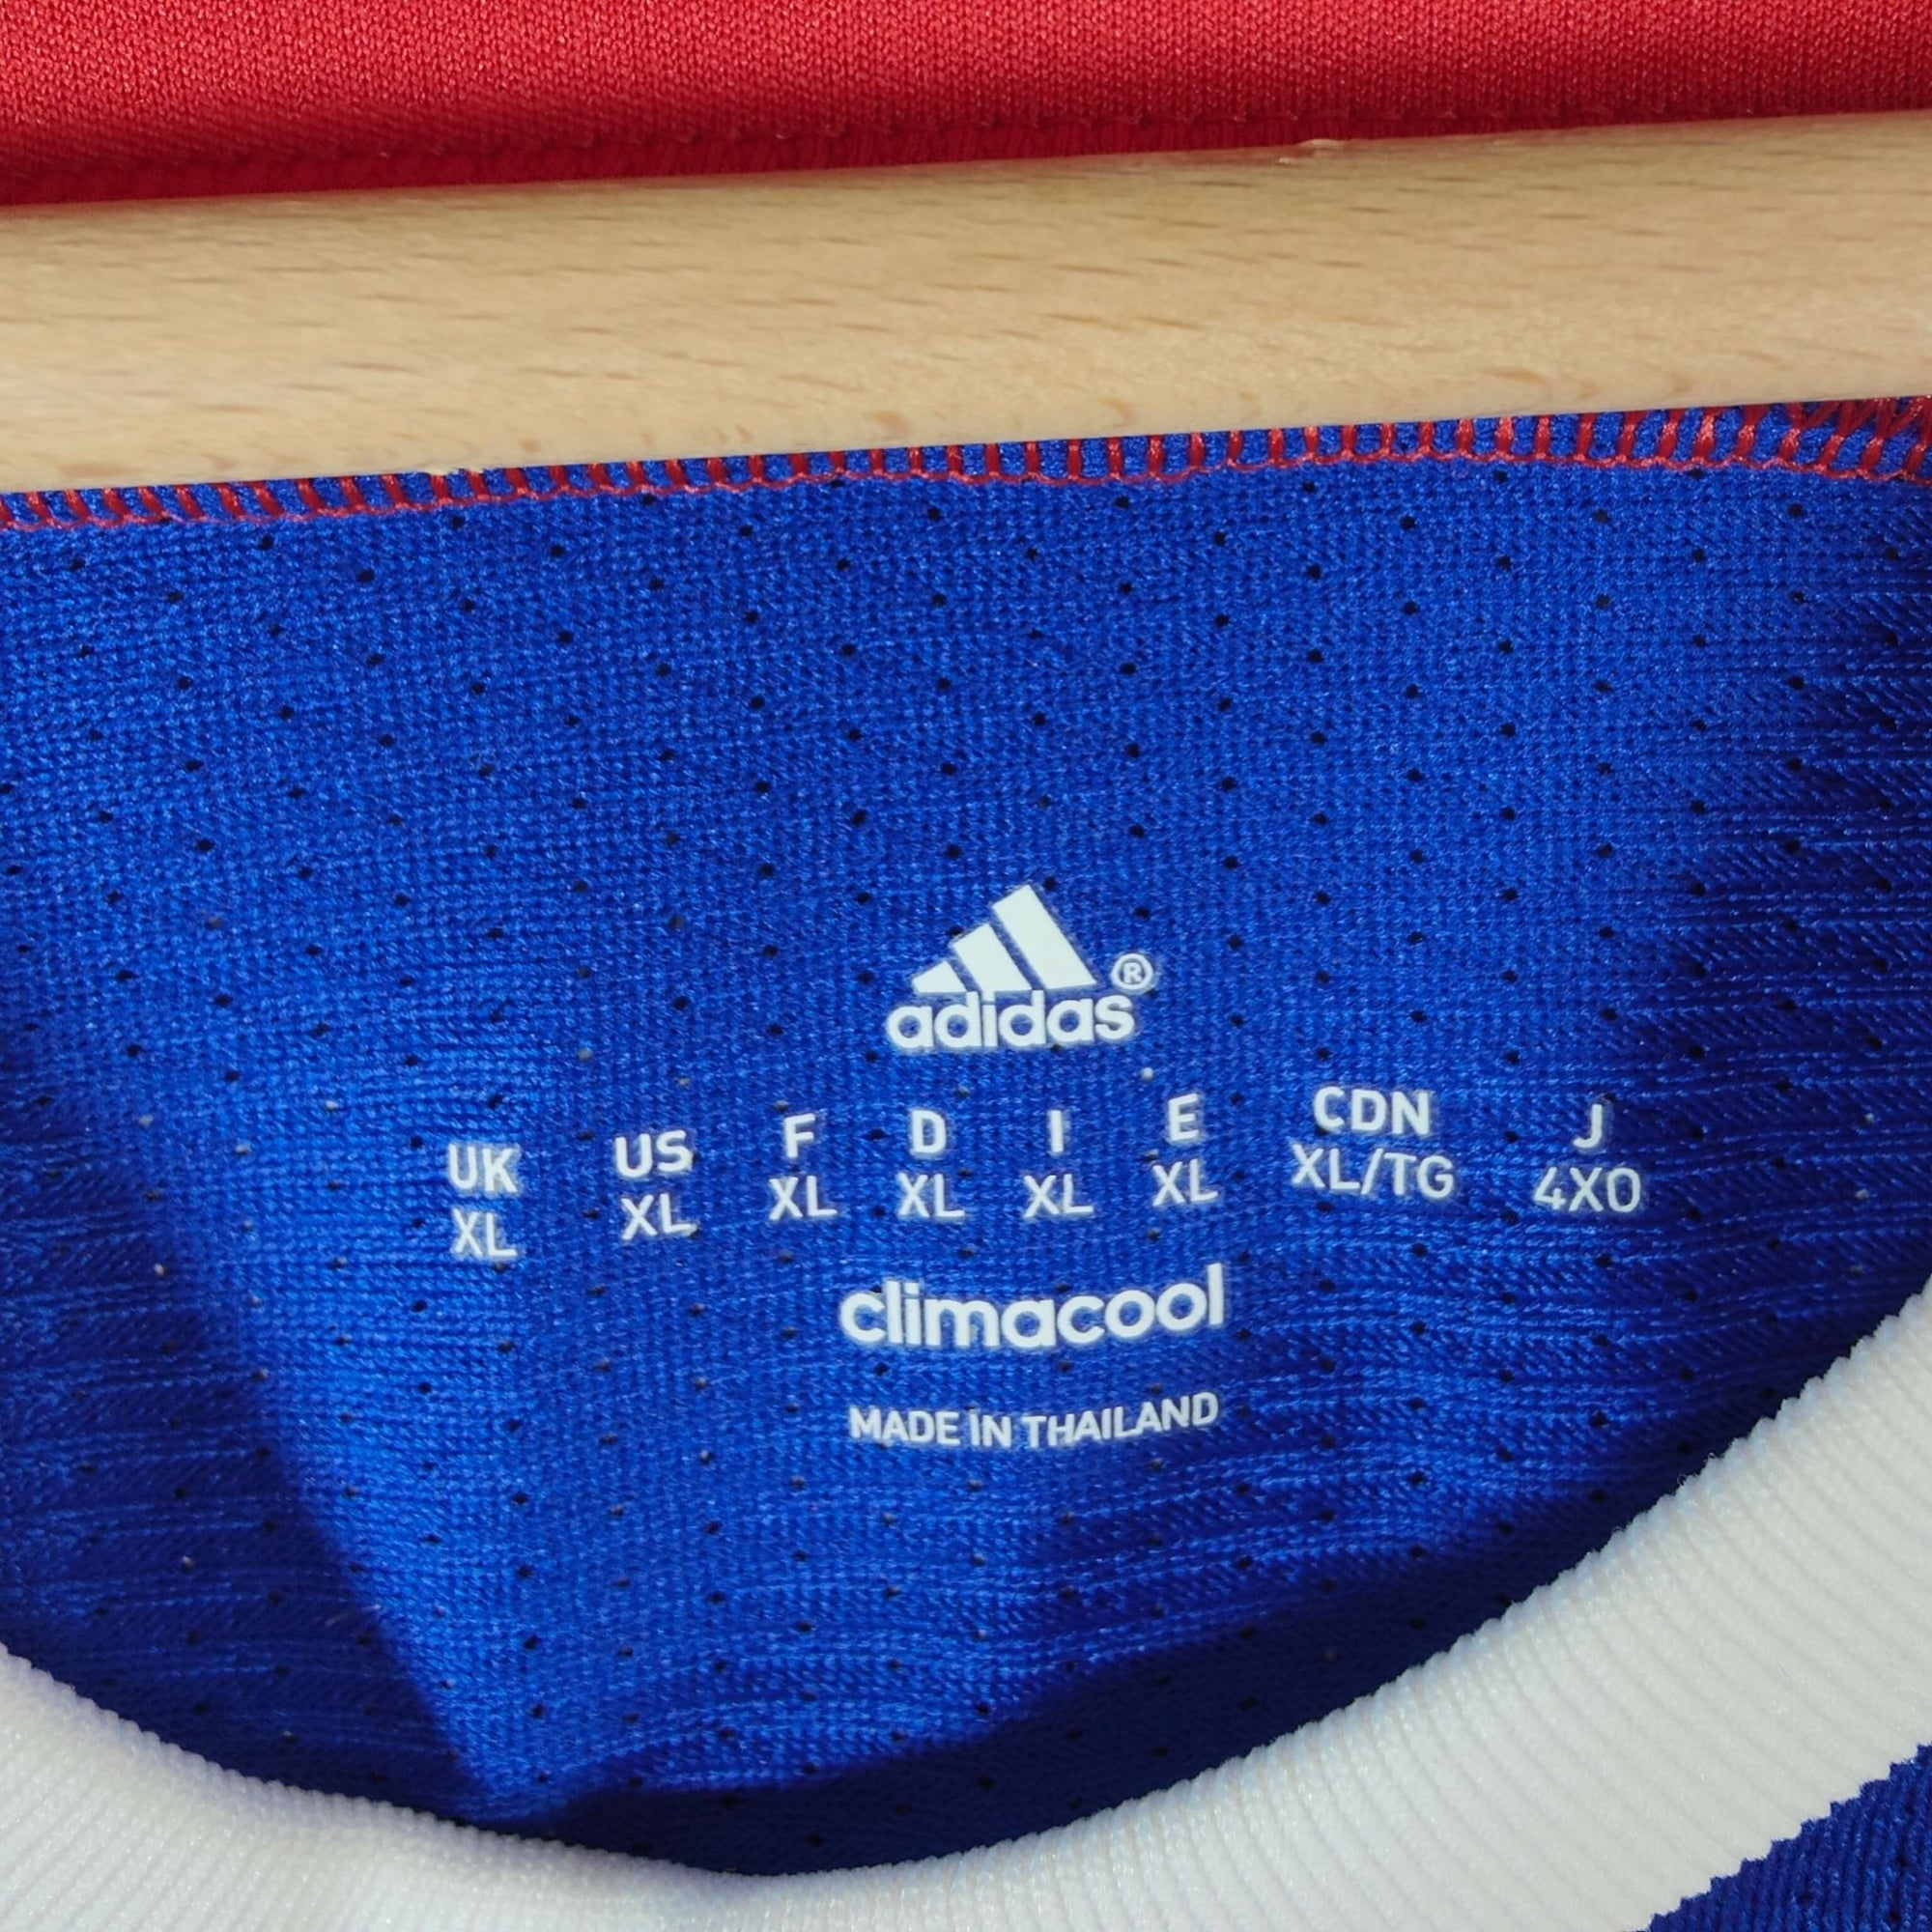 adidas®
UK US F D I E CDN J
XL XL XL XL XL XL XL/TG 4XO
climacool
MADE IN THAILAND